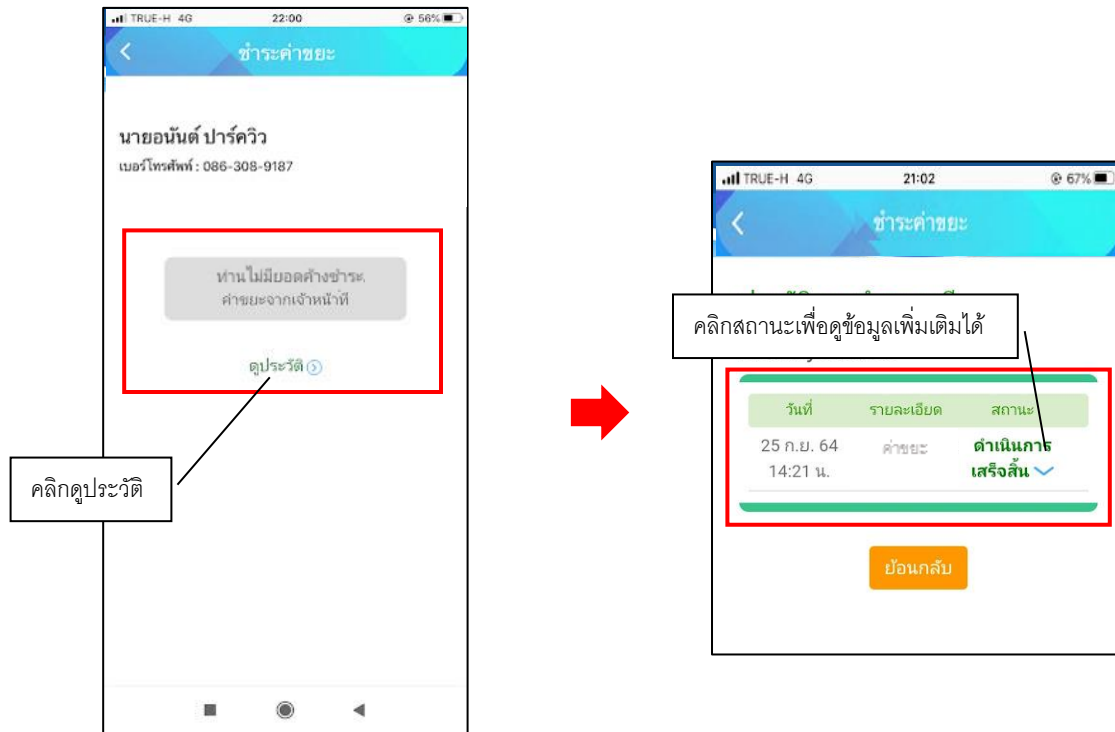 TRUE-H 4G 22:00 56%
ชำระค่าขยะ
นายอนันต์ ปาร์ควิว
เบอร์โทรศัพท์ : 086-308-9187
ท่านไม่มียอดค้างชำระ
ค่าขยะจากเจ้าหน้าที่
ดูประวัติ
คลิกดูประวัติ
TRUE-H 4G 21:02 67%
ชำระค่าขยะ
คลิกสถานะเพื่อดูข้อมูลเพิ่มเติมได้
วันที่ รายละเอียด สถานะ
25 ก.ย. 64 ค่าขยะ ดำเนินการ
14:21 น. เสร็จสิ้น
ย้อนกลับ